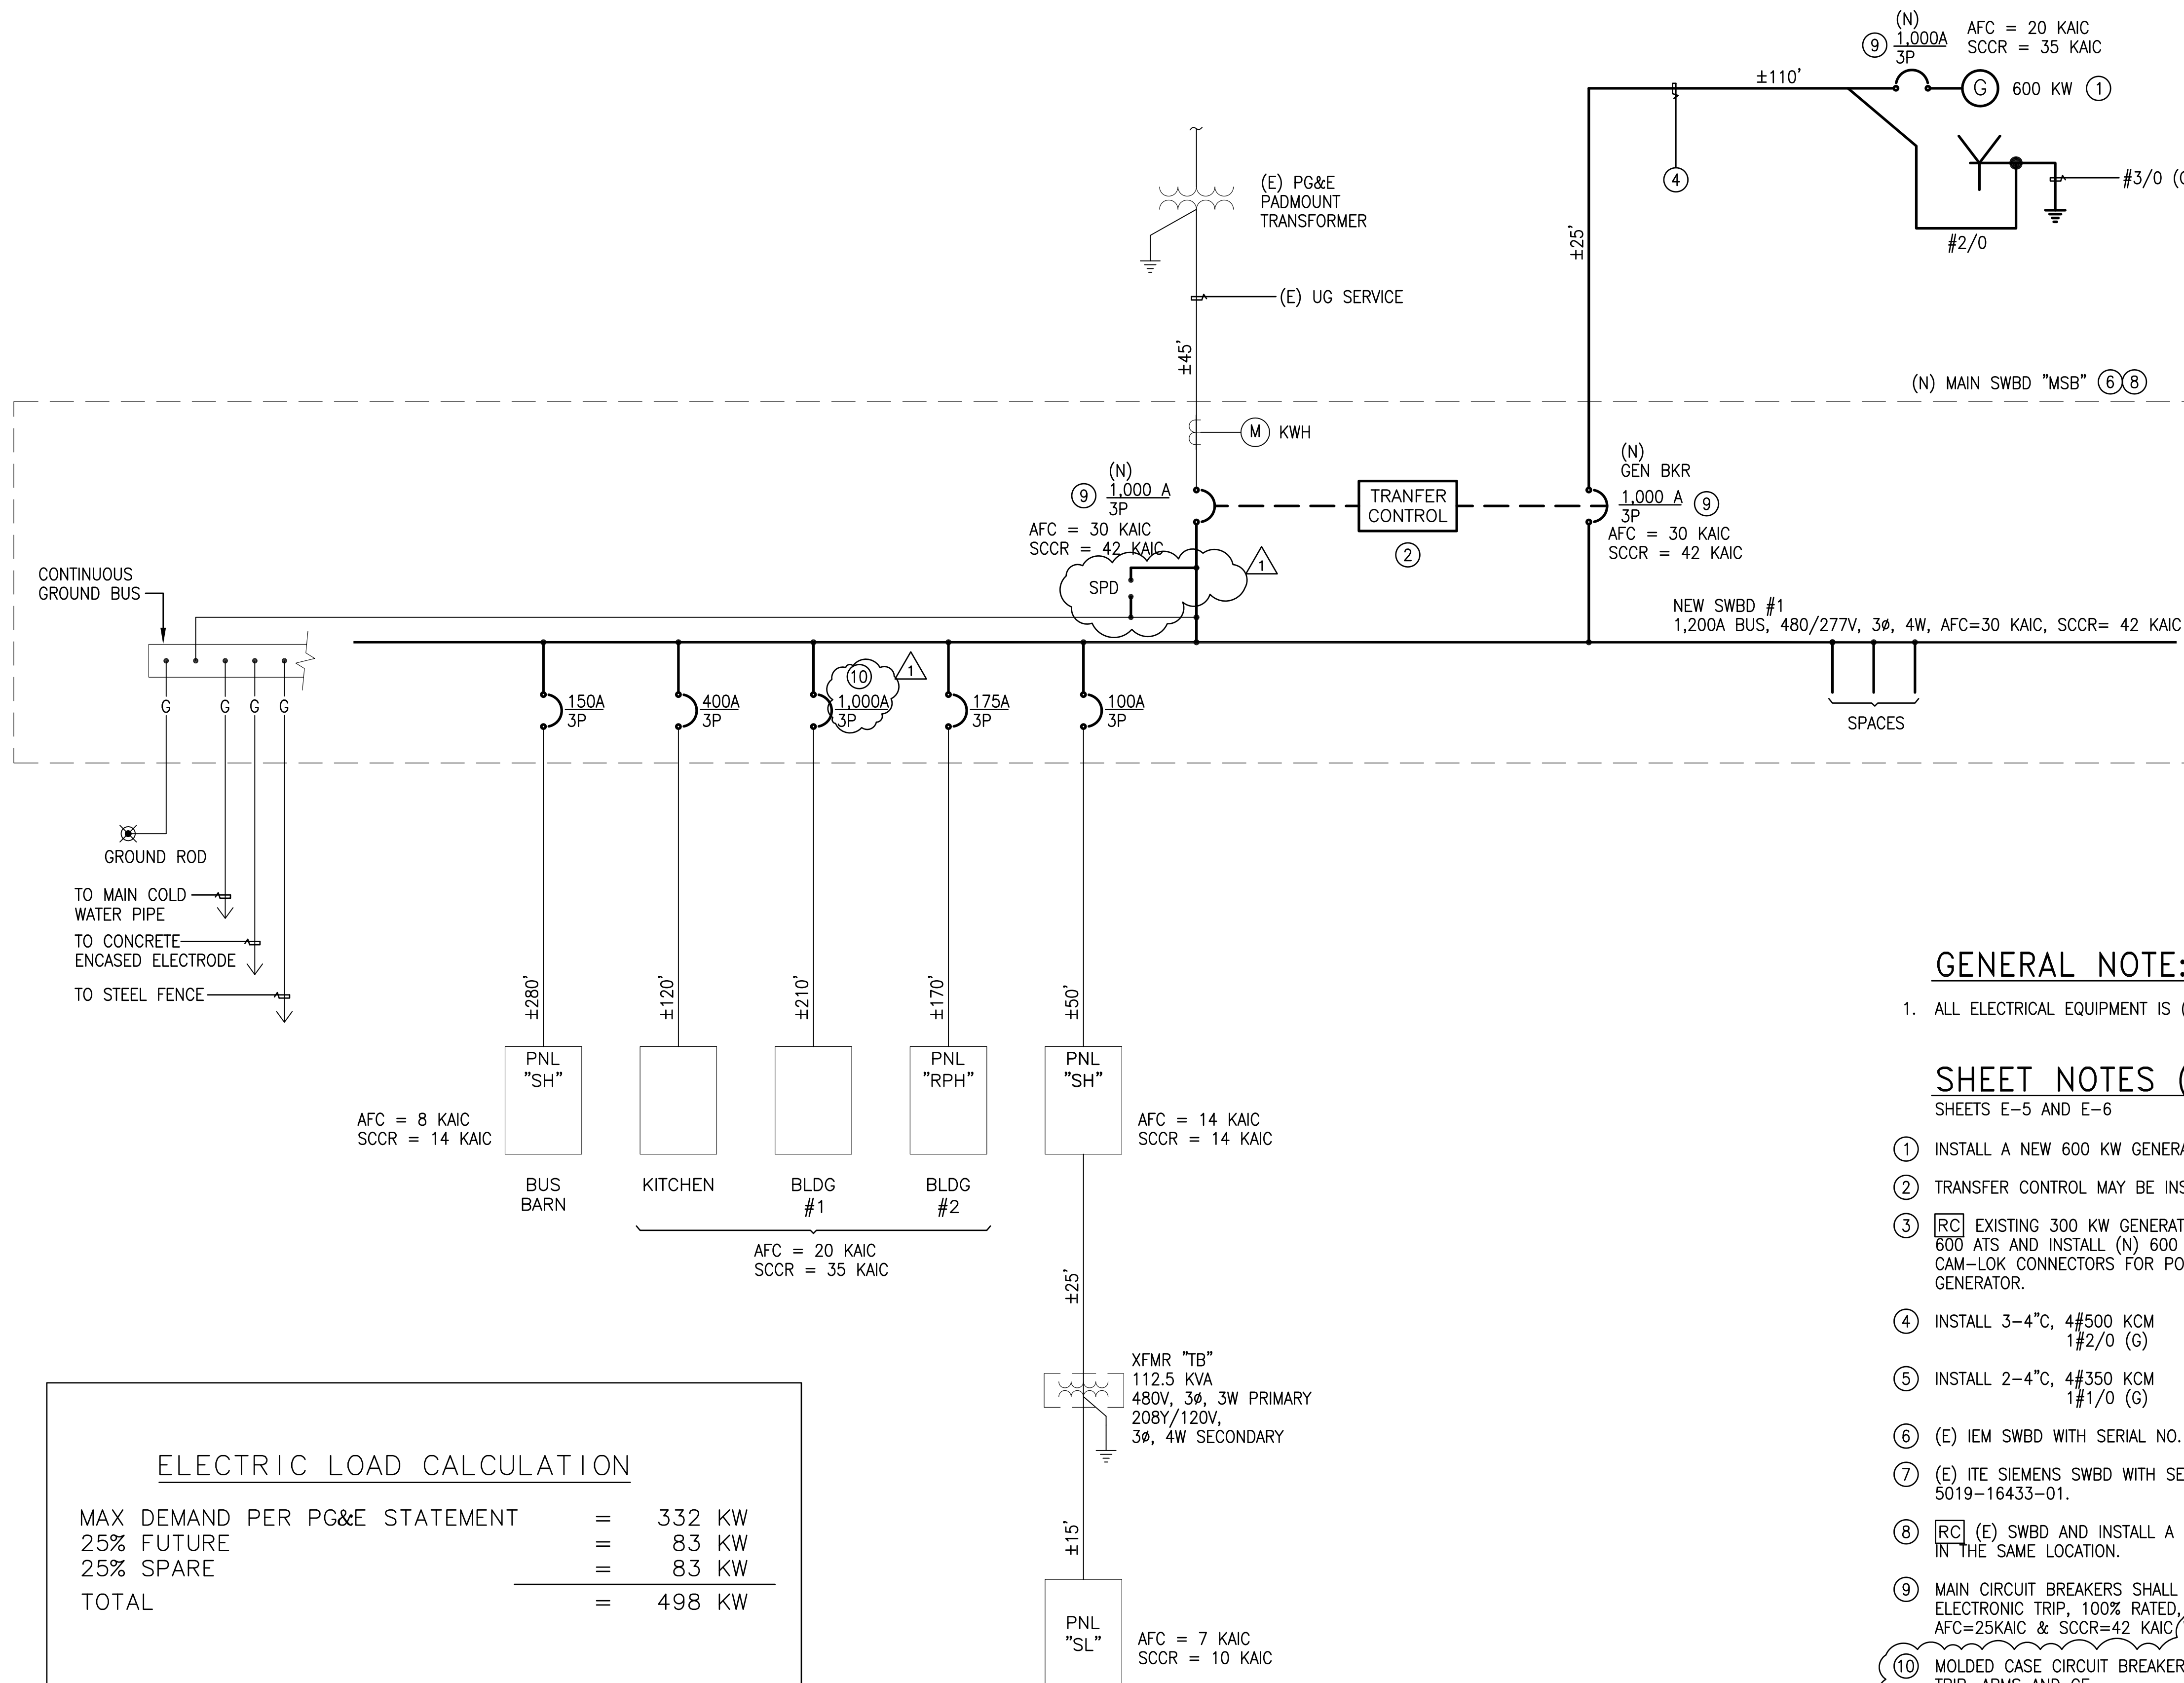 (N)
1,000A
3P
9
AFC = 20 KAIC
SCCR = 35 KAIC
±110'
G
600 KW
1
4
#3/0
#2/0
±25'
(E) PG&E
PADMOUNT
TRANSFORMER
(E) UG SERVICE
±45'
(N) MAIN SWBD "MSB"
6
8
M
KWH
(N)
1,000 A
3P
9
AFC = 30 KAIC
SCCR = 42 KAIC
TRANFER
CONTROL
2
(N)
GEN BKR
1,000 A
3P
9
AFC = 30 KAIC
SCCR = 42 KAIC
SPD
1
CONTINUOUS
GROUND BUS
NEW SWBD #1
1,200A BUS, 480/277V, 3ø, 4W, AFC=30 KAIC, SCCR= 42 KAIC
G
G
G
G
150A
3P
400A
3P
10
1
1,000A
3P
175A
3P
100A
3P
SPACES
GROUND ROD
TO MAIN COLD
WATER PIPE
TO CONCRETE
ENCASED ELECTRODE
TO STEEL FENCE
±280'
±120'
±210'
±170'
±50'
PNL
"SH"
PNL
"RPH"
PNL
"SH"
AFC = 8 KAIC
SCCR = 14 KAIC
AFC = 14 KAIC
SCCR = 14 KAIC
BUS
BARN
KITCHEN
BLDG
#1
BLDG
#2
AFC = 20 KAIC
SCCR = 35 KAIC
±25'
XFMR "TB"
112.5 KVA
480V, 3ø, 3W PRIMARY
208Y/120V,
3ø, 4W SECONDARY
±15'
PNL
"SL"
AFC = 7 KAIC
SCCR = 10 KAIC
ELECTRIC LOAD CALCULATION
MAX DEMAND PER PG&E STATEMENT = 332 KW
25% FUTURE = 83 KW
25% SPARE = 83 KW
TOTAL = 498 KW
GENERAL NOTE:
1. ALL ELECTRICAL EQUIPMENT IS (
SHEET NOTES (
SHEETS E-5 AND E-6
1 INSTALL A NEW 600 KW
2 TRANSFER CONTROL MAY BE
3 RC EXISTING 300 KW
600 ATS AND INSTALL (N) 600
CAM-LOK CONNECTORS FOR
GENERATOR.
4 INSTALL 3-4"C, 4#500 KCM
1#2/0 (G)
5 INSTALL 2-4"C, 4#350 KCM
1#1/0 (G)
6 (E) IEM SWBD WITH SERIAL NO.
7 (E) ITE SIEMENS SWBD WITH
5019-16433-01.
8 RC (E) SWBD AND INSTALL A
IN THE SAME LOCATION.
9 MAIN CIRCUIT BREAKERS SHALL
ELECTRONIC TRIP, 100% RATED,
AFC=25KAIC & SCCR=42 KAIC
10 MOLDED CASE CIRCUIT BREAKER